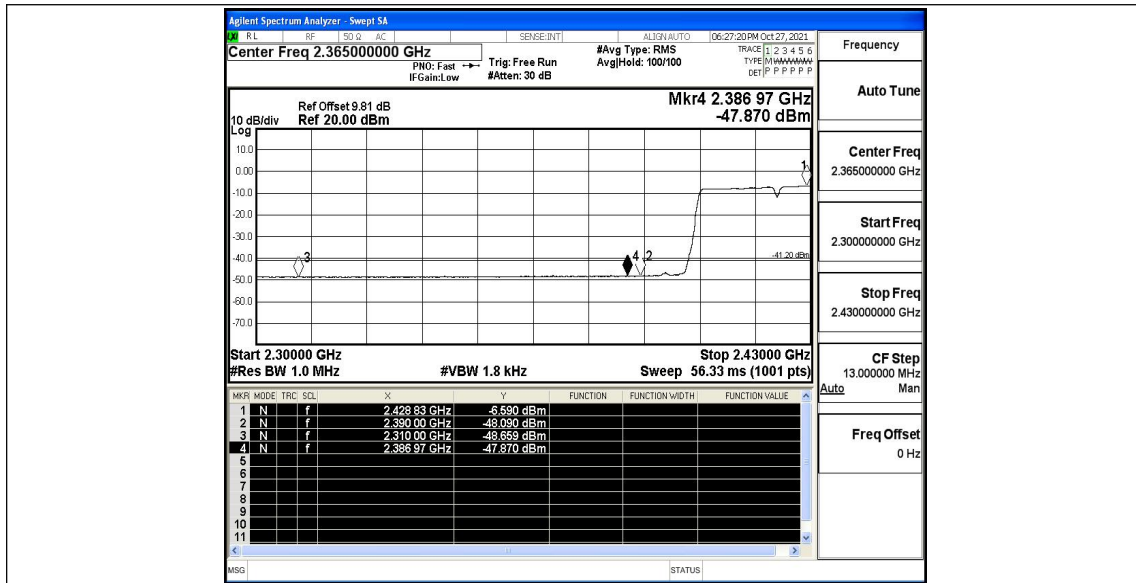 Agilent Spectrum Analyzer - Swept SA
LXI RL RF 50 Ω AC SENSE:INT ALIGN AUTO 06:27:20 PM Oct 27, 2021
Center Freq 2.365000000 GHz
PNO: Fast
IFGain:Low
Trig: Free Run
#Atten: 30 dB
#Avg Type: RMS
Avg|Hold: 100/100
TRACE 1 2 3 4 5 6
TYPE M W W W W W
DET P P P P P P
Ref Offset 9.81 dB
10 dB/div Ref 20.00 dBm
Log
Mkr4 2.386 97 GHz
-47.870 dBm
10.0
0.00
-10.0
-20.0
-30.0
-40.0
-50.0
-60.0
-70.0
1
3
4 2
-41.20 dBm
Start 2.30000 GHz Stop 2.43000 GHz
#Res BW 1.0 MHz #VBW 1.8 kHz Sweep 56.33 ms (1001 pts)
MKR MODE TRC SCL X Y FUNCTION FUNCTION WIDTH FUNCTION VALUE
1 N f 2.428 83 GHz -6.590 dBm
2 N f 2.390 00 GHz -48.090 dBm
3 N f 2.310 00 GHz -48.659 dBm
4 N f 2.386 97 GHz -47.870 dBm
5
6
7
8
9
10
11
MSG STATUS
Frequency
Auto Tune
Center Freq
2.365000000 GHz
Start Freq
2.300000000 GHz
Stop Freq
2.430000000 GHz
CF Step
13.000000 MHz
Auto Man
Freq Offset
0 Hz